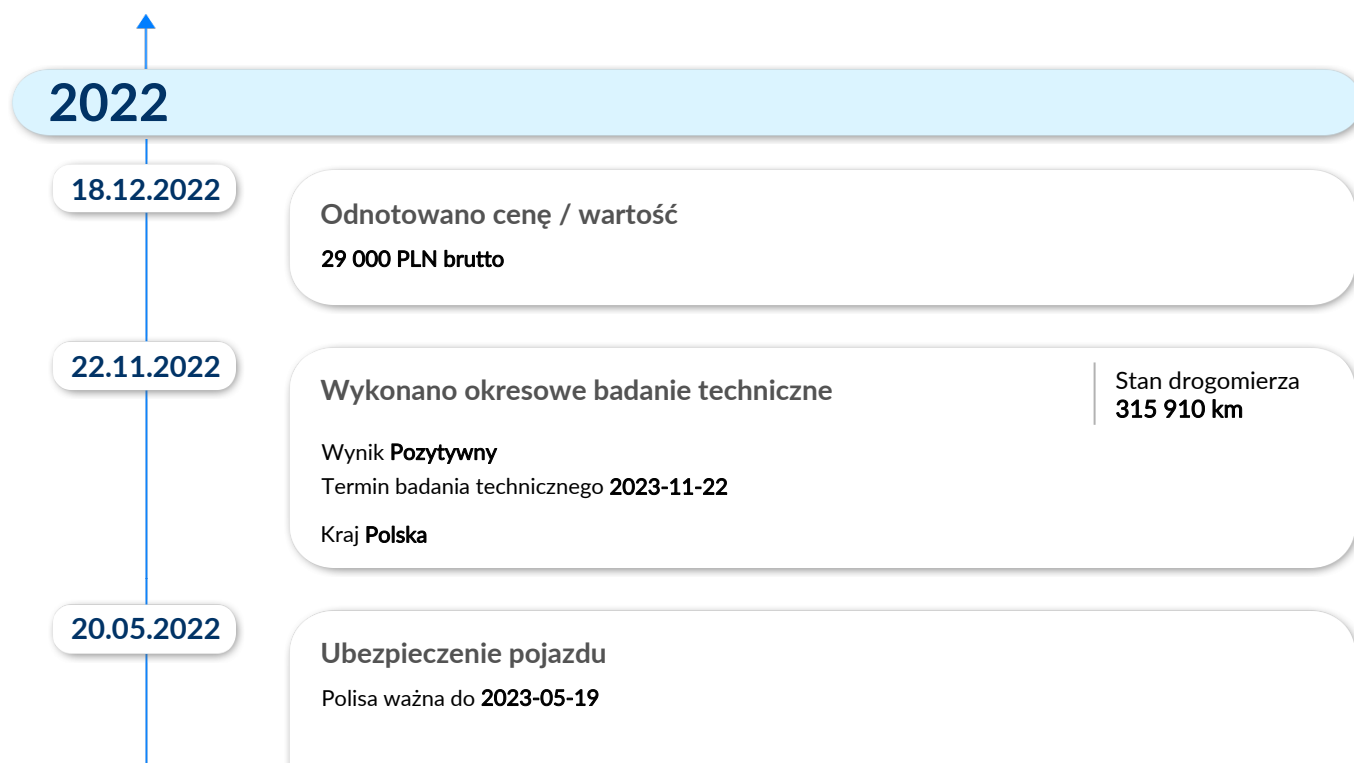 2022
18.12.2022
Odnotowano cenę / wartość
29 000 PLN brutto
22.11.2022
Wykonano okresowe badanie techniczne
Stan drogomierza
315 910 km
Wynik Pozytywny
Termin badania technicznego 2023-11-22
Kraj Polska
20.05.2022
Ubezpieczenie pojazdu
Polisa ważna do 2023-05-19